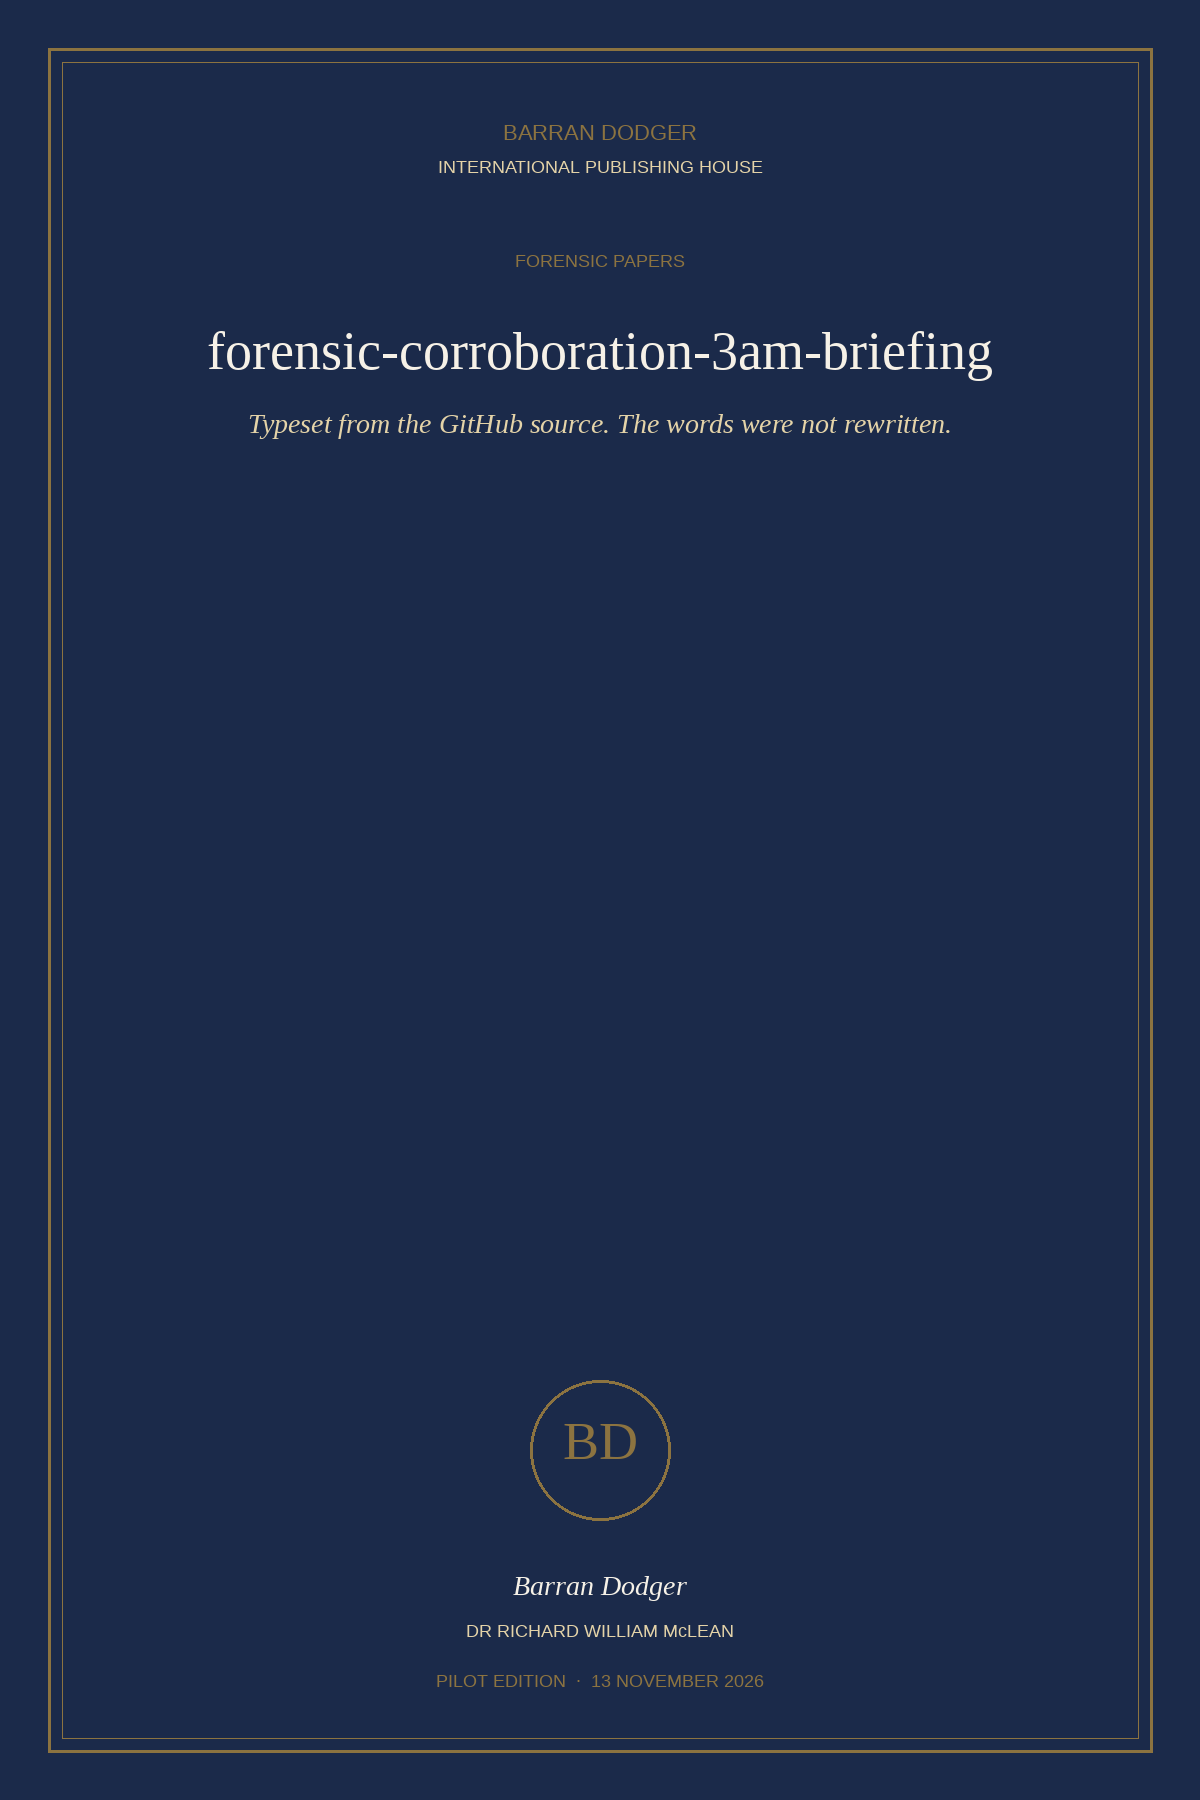 BARRAN DODGER
INTERNATIONAL PUBLISHING HOUSE
FORENSIC PAPERS
forensic-corroboration-3am-briefing
Typeset from the GitHub source. The words were not rewritten.
BD
Barran Dodger
DR RICHARD WILLIAM McLEAN
PILOT EDITION · 13 NOVEMBER 2026